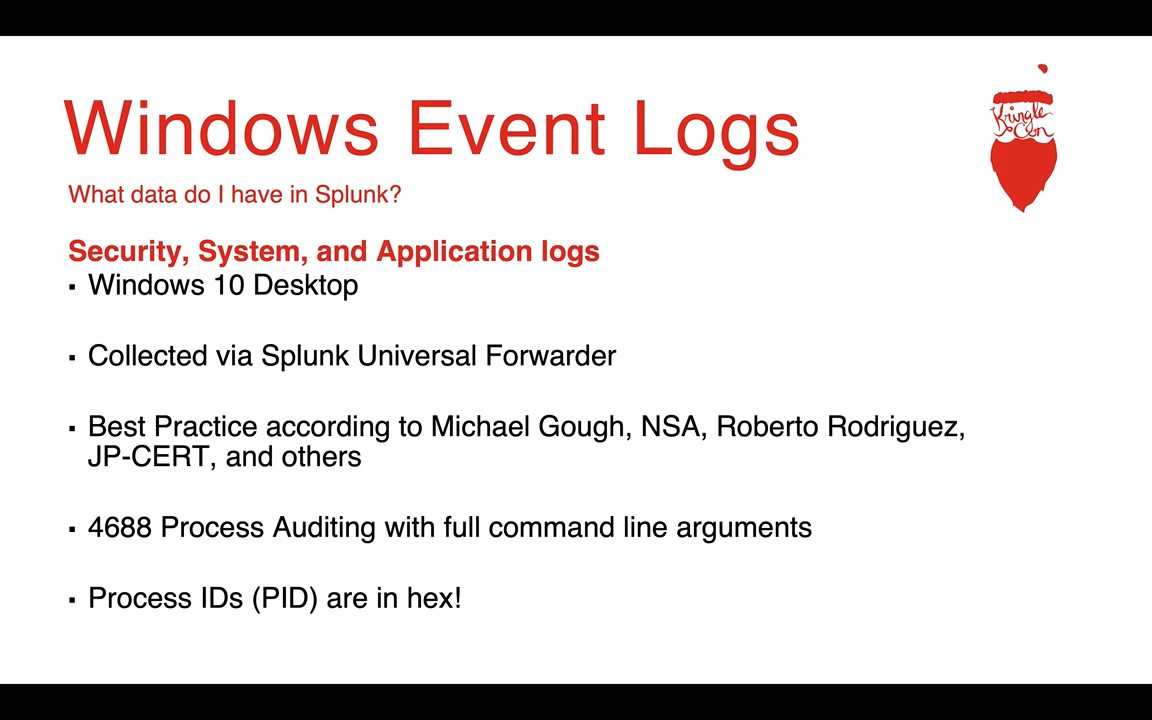 Windows Event Logs
Kringle
Con
What data do I have in Splunk?
Security, System, and Application logs
▪ Windows 10 Desktop
▪ Collected via Splunk Universal Forwarder
▪ Best Practice according to Michael Gough, NSA, Roberto Rodriguez,
JP-CERT, and others
▪ 4688 Process Auditing with full command line arguments
▪ Process IDs (PID) are in hex!